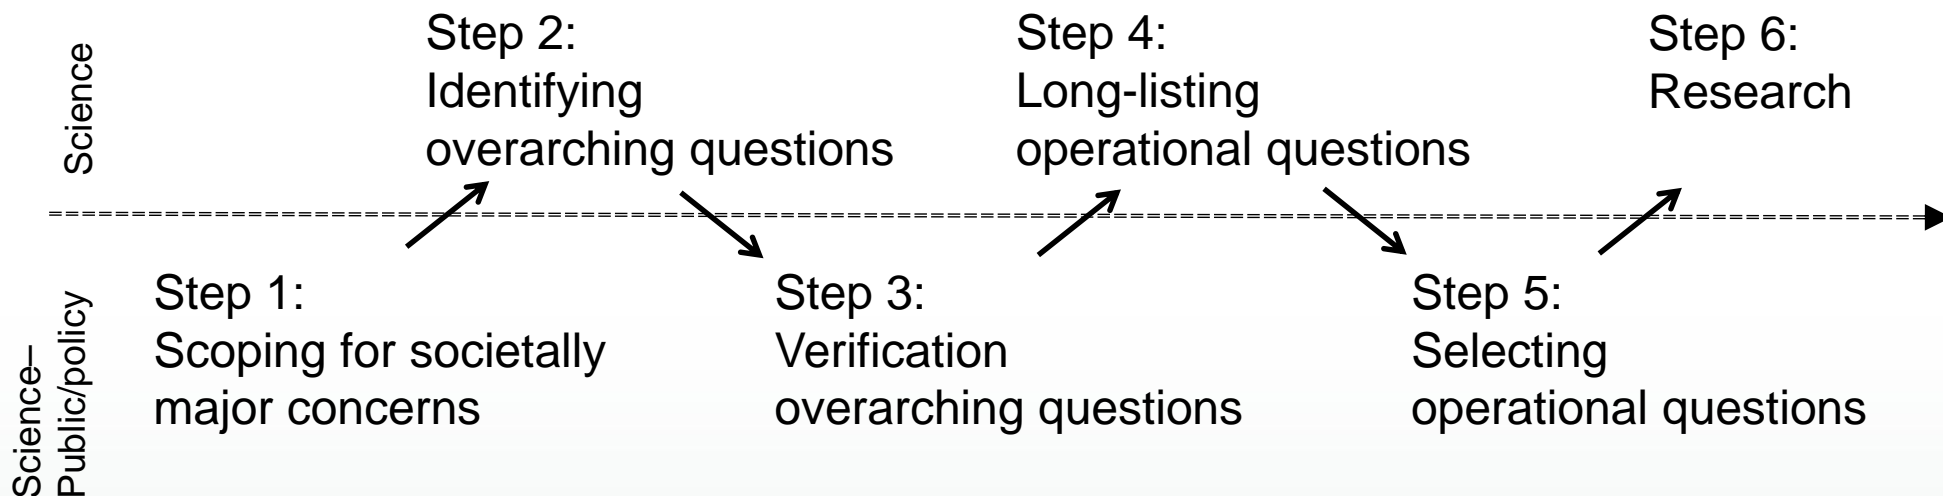 Science
Step 2:
Identifying
overarching questions
Step 4:
Long-listing
operational questions
Step 6:
Research
Science–
Public/policy
Step 1:
Scoping for societally
major concerns
Step 3:
Verification
overarching questions
Step 5:
Selecting
operational questions